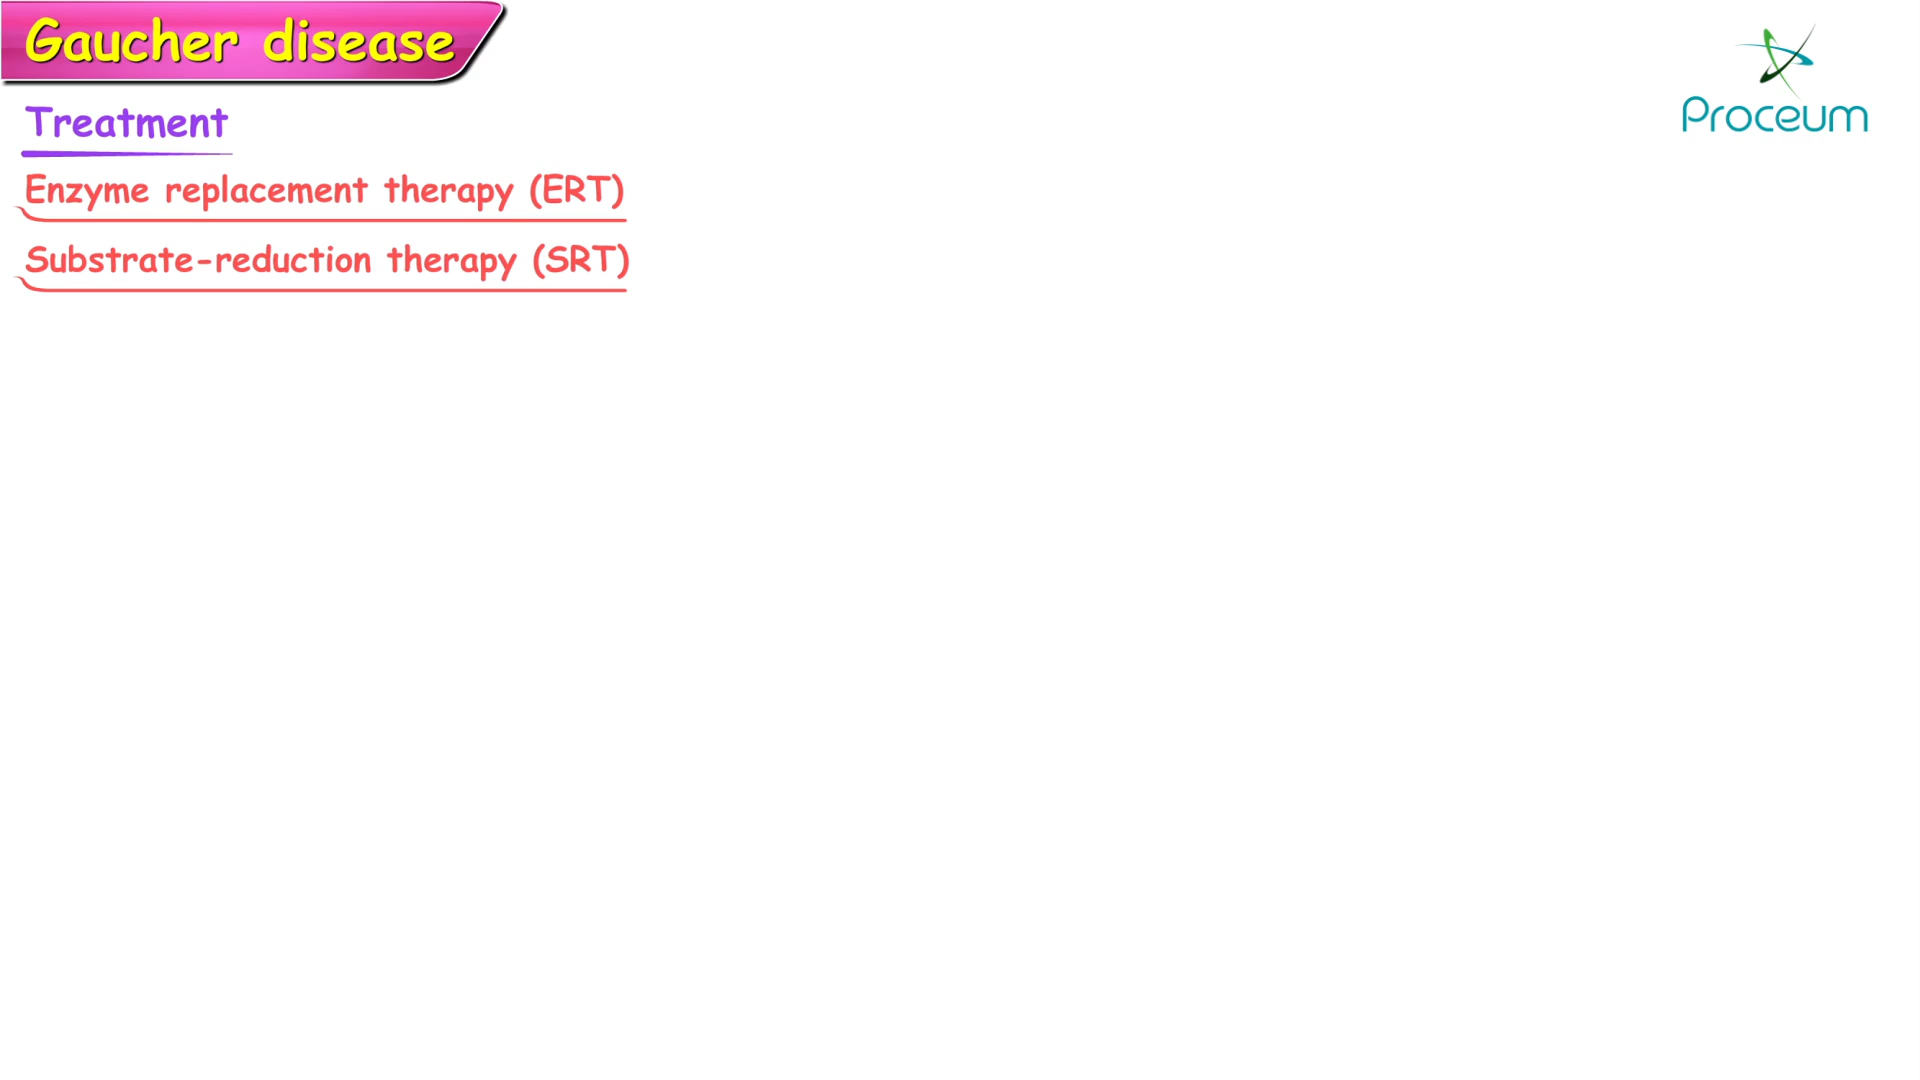 Gaucher disease
Proceum
Treatment
Enzyme replacement therapy (ERT)
Substrate-reduction therapy (SRT)